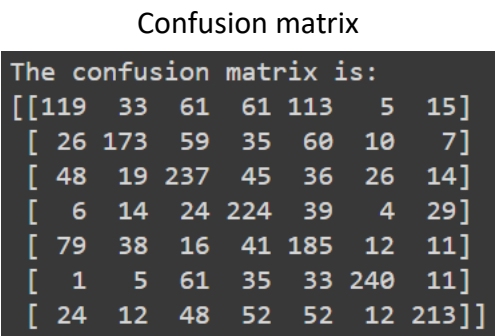 Confusion matrix
The confusion matrix is:
[[119 33 61 61 113 5 15]
[ 26 173 59 35 60 10 7]
[ 48 19 237 45 36 26 14]
[ 6 14 24 224 39 4 29]
[ 79 38 16 41 185 12 11]
[ 1 5 61 35 33 240 11]
[ 24 12 48 52 52 12 213]]